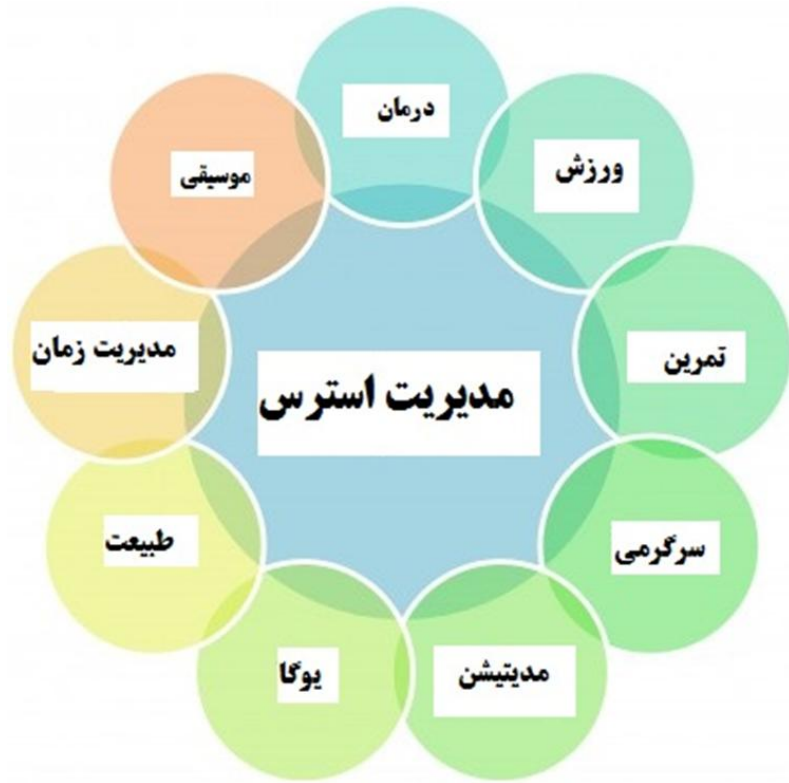 درمان
ورزش
تمرین
سرگرمی
مدیتیشن
یوگا
طبیعت
مدیریت زمان
موسیقی
مدیریت استرس